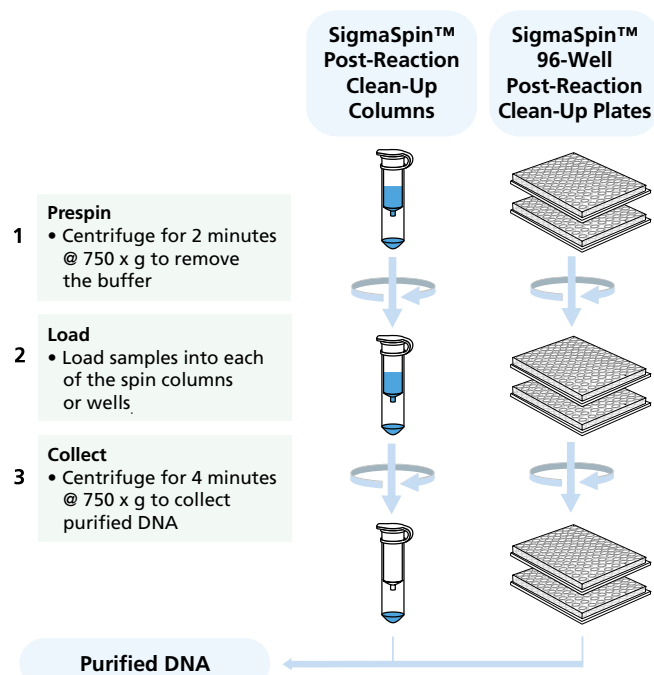 SigmaSpin™
Post-Reaction
Clean-Up
Columns
SigmaSpin™
96-Well
Post-Reaction
Clean-Up Plates
1
Prespin
• Centrifuge for 2 minutes
@ 750 x g to remove
the buffer
2
Load
• Load samples into each
of the spin columns
or wells.
3
Collect
• Centrifuge for 4 minutes
@ 750 x g to collect
purified DNA
Purified DNA